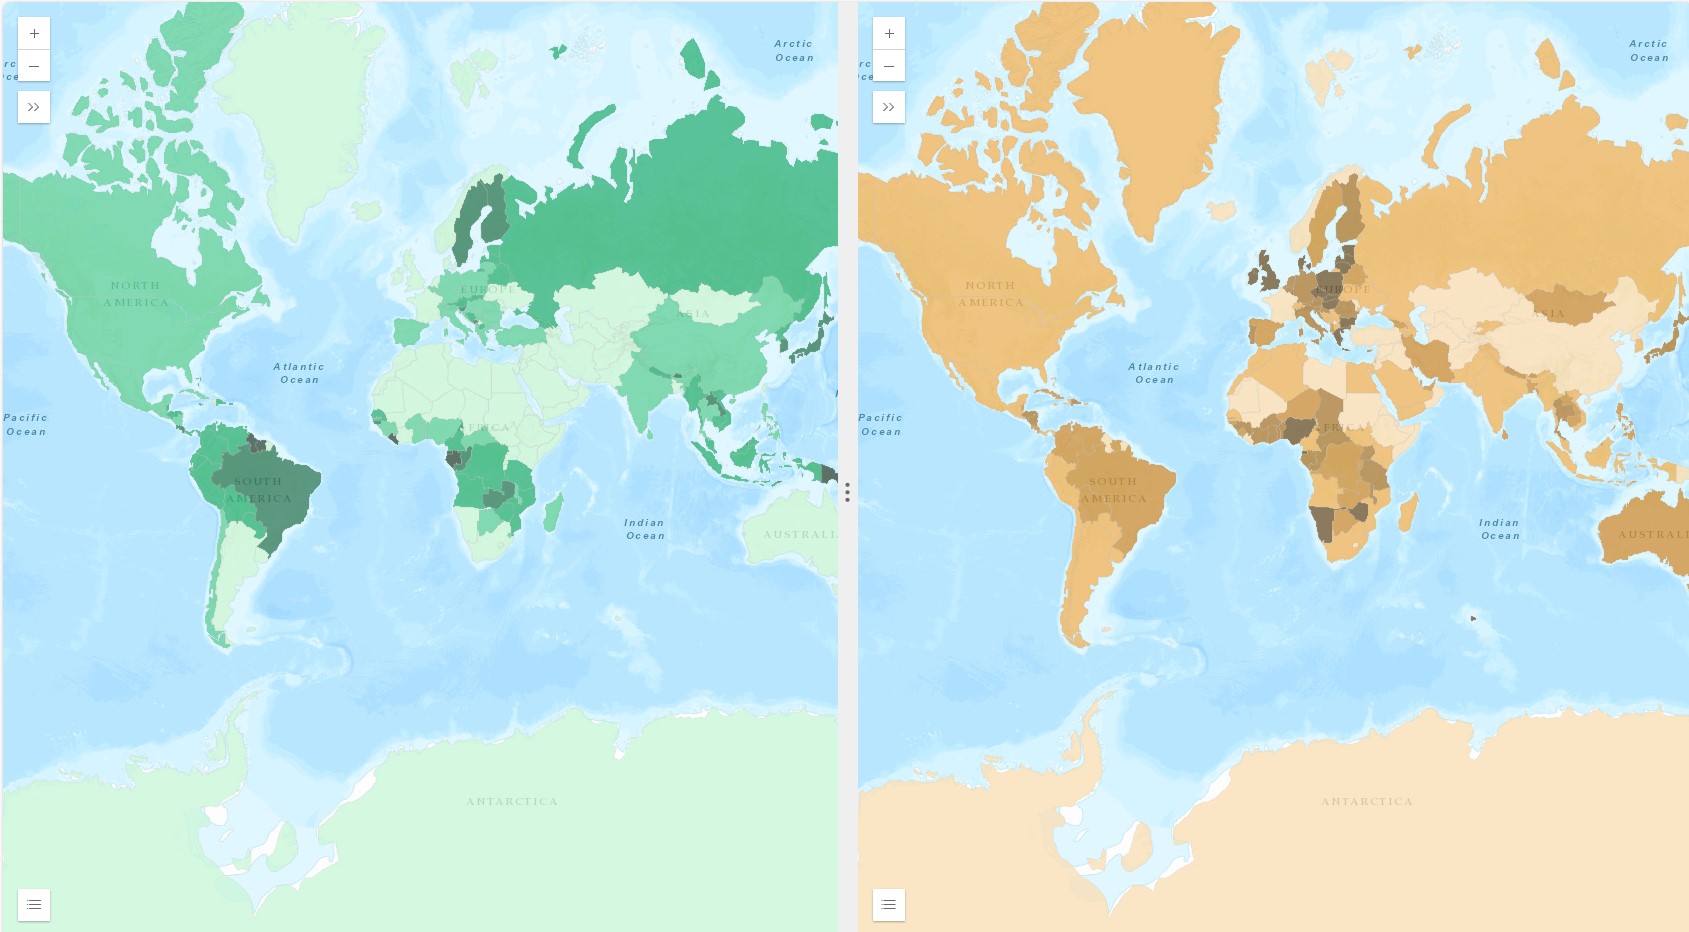 +
−
»
Arctic
Ocean
rc
ce
NORTH
AMERICA
EUROPE
ASIA
Atlantic
Ocean
Pacific
Ocean
AFRICA
SOUTH
AMERICA
Indian
Ocean
AUSTRALI
ANTARCTICA
+
−
»
Arctic
Ocean
rc
ce
NORTH
AMERICA
EUROPE
ASIA
Atlantic
Ocean
Pacific
Ocean
AFRICA
SOUTH
AMERICA
Indian
Ocean
AUSTRALI
ANTARCTICA